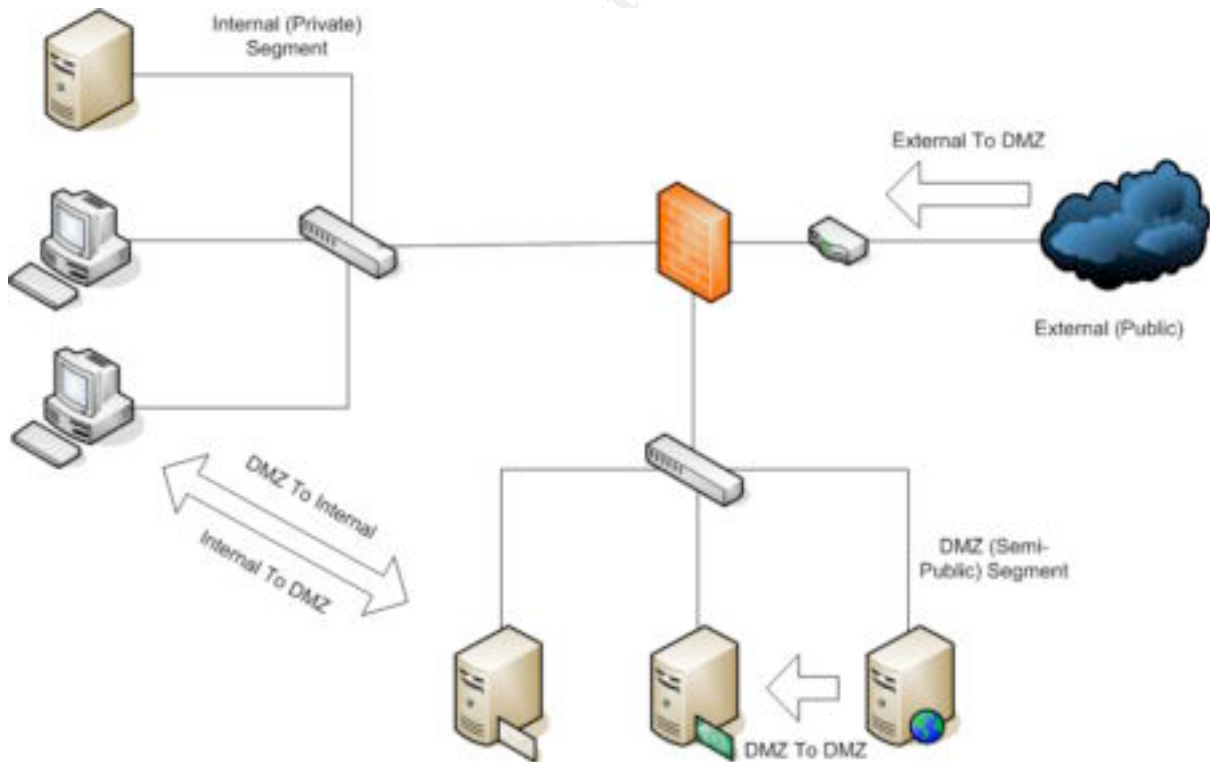 Internal (Private)
Segment
External To DMZ
External (Public)
DMZ To Internal
Internal To DMZ
DMZ (Semi-
Public) Segment
DMZ To DMZ